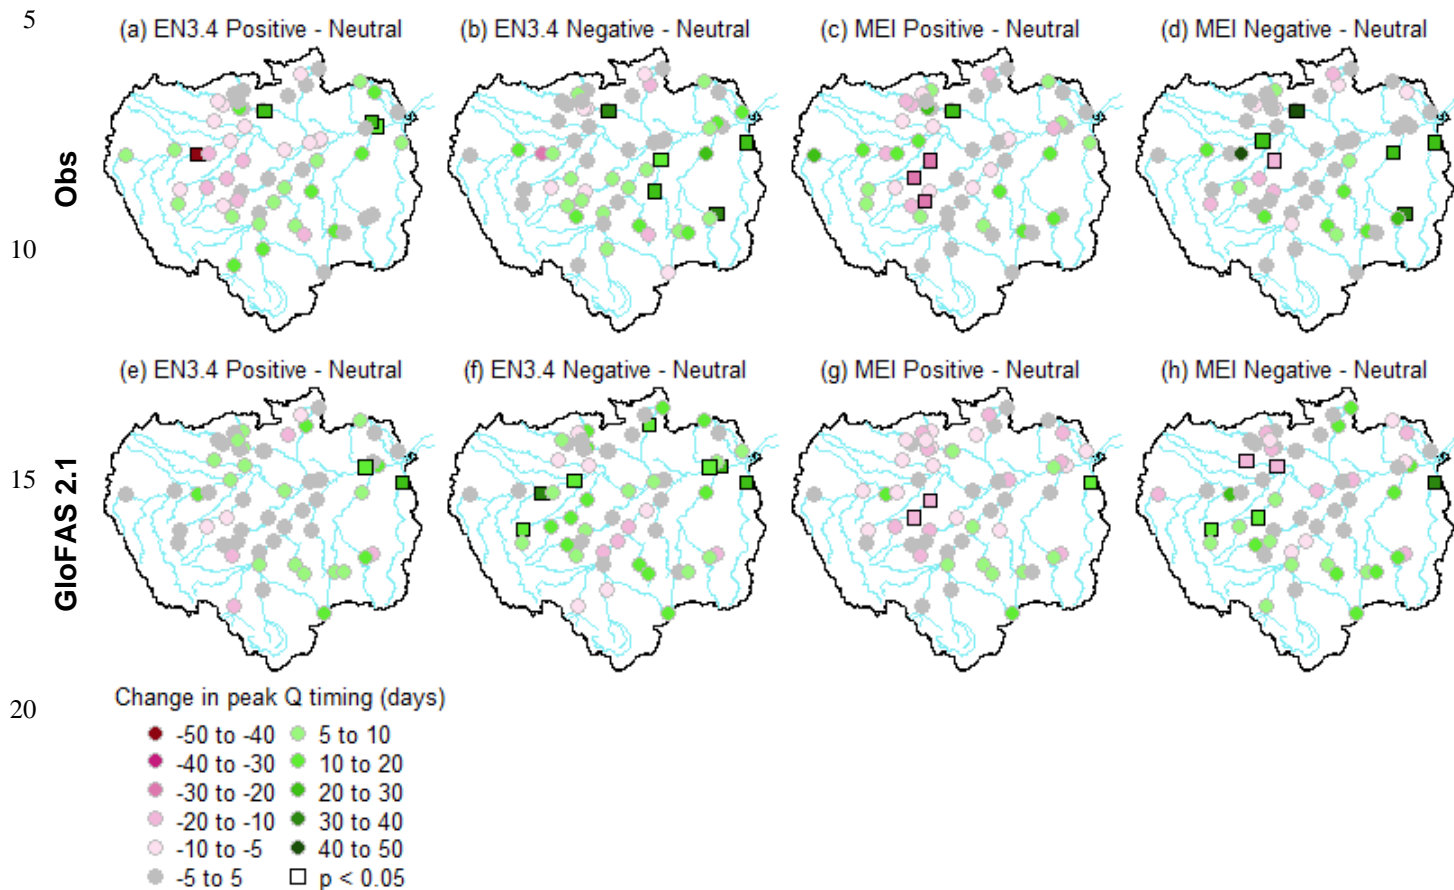 5
(a) EN3.4 Positive - Neutral
(b) EN3.4 Negative - Neutral
(c) MEI Positive - Neutral
(d) MEI Negative - Neutral
Obs
10
(e) EN3.4 Positive - Neutral
(f) EN3.4 Negative - Neutral
(g) MEI Positive - Neutral
(h) MEI Negative - Neutral
15
GloFAS 2.1
20
Change in peak Q timing (days)
-50 to -40
5 to 10
-40 to -30
10 to 20
-30 to -20
20 to 30
-20 to -10
30 to 40
-10 to -5
40 to 50
-5 to 5
p < 0.05